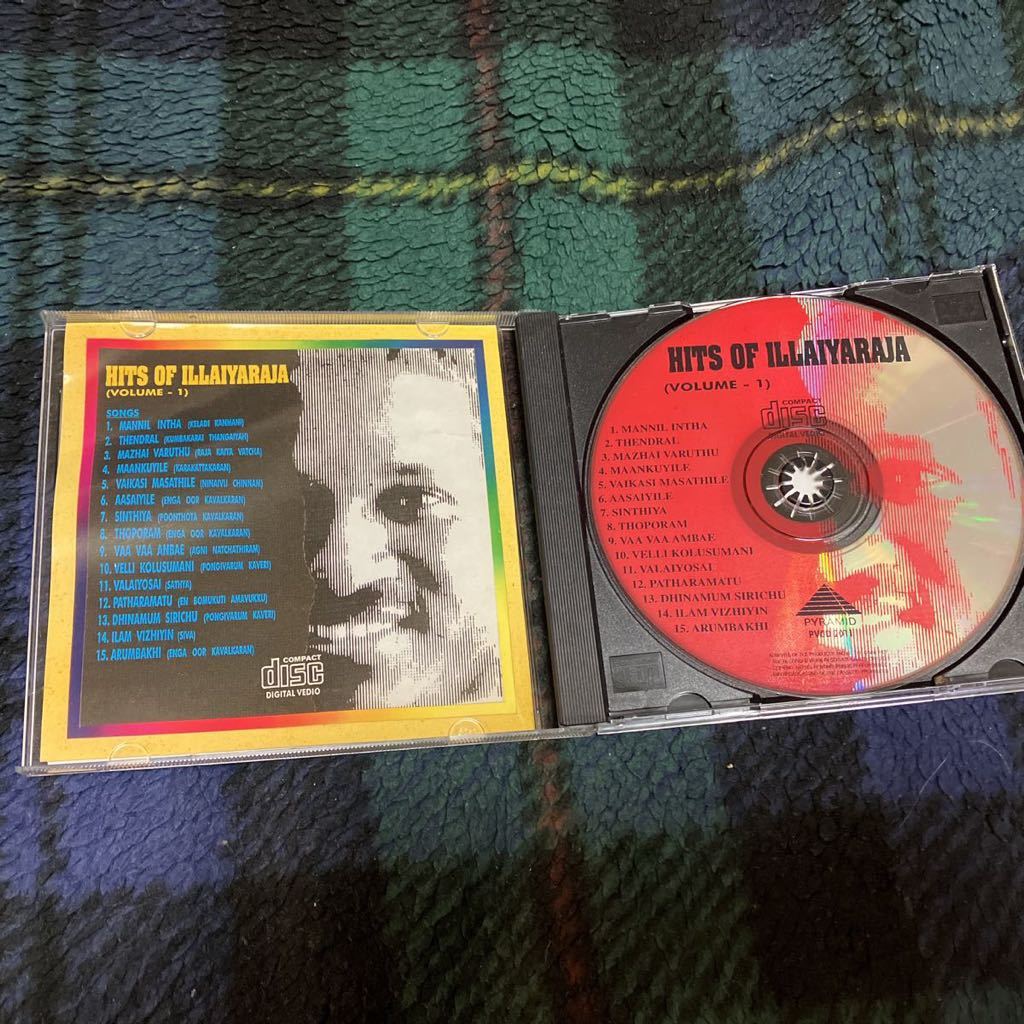 HITS OF ILLAIYARAJA
(VOLUME - 1)
SONGS
1. MANNIL INTHA (KELADI KANMANI)
2. THENDRAL (KUMBAKARAI THANGAIYAH)
3. MAZHAI VARUTHU (RAJA KAIYA VATCHA)
4. MAANKUYILE (KARAKATTAKARAN)
5. VAIKASI MASATHILE (NINAIVU CHINNAM)
6. AASAIYILE (ENGA OOR KAVALKARAN)
7. SINTHIYA (POONTHOTA KAVALKARAN)
8. THOPORAM (ENGA OOR KAVALKARAN)
9. VAA VAA ANBAE (AGNI NATCHATHIRAM)
10. VELLI KOLUSUMANI (PONGIVARUM KAVERI)
11. VALAIYOSAI (SATHYA)
12. PATHARAMATU (EN BOMUKUTI AMAVUKKU)
13. DHINAMUM SIRICHU (PONGIVARUM KAVERI)
14. ILAM VIZHIYIN (SIVA)
15. ARUMBAKHI (ENGA OOR KAVALKARAN)
COMPACT
disc
DIGITAL VEDIO
HITS OF ILLAIYARAJA
(VOLUME - 1)
COMPACT
disc
DIGITAL VEDIO
1. MANNIL INTHA
2. THENDRAL
3. MAZHAI VARUTHU
4. MAANKUYILE
5. VAIKASI MASATHILE
6. AASAIYILE
7. SINTHIYA
8. THOPORAM
9. VAA VAA AMBAE
10. VELLI KOLUSUMANI
11. VALAIYOSAI
12. PATHARAMATU
13. DHINAMUM SIRICHU
14. ILAM VIZHIYIN
15. ARUMBAKHI
PYRAMID